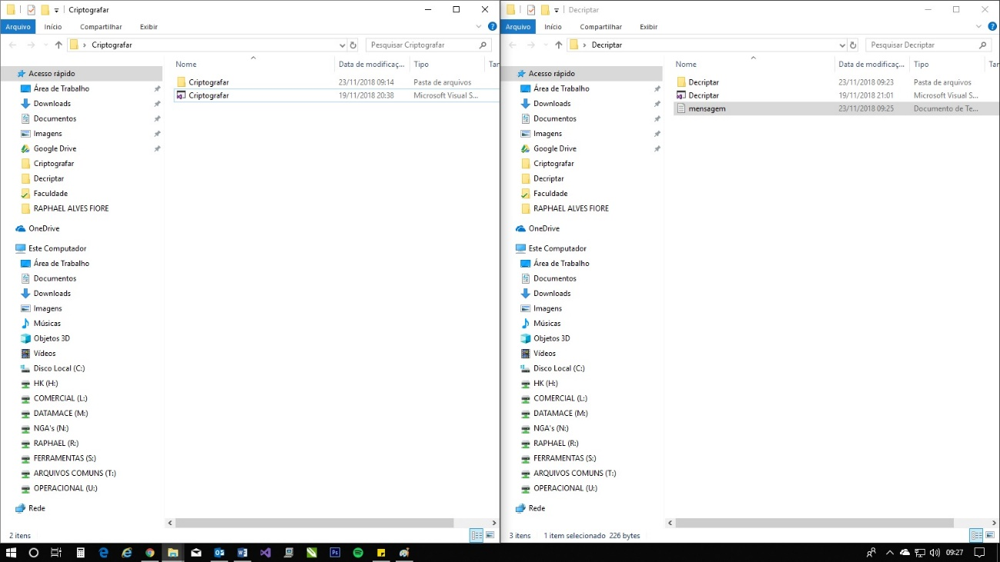 Criptografar
Arquivo Início Compartilhar Exibir
Criptografar Pesquisar Criptografar
Nome Data de modificaç... Tipo Tar
Acesso rápido
Área de Trabalho
Downloads
Documentos
Imagens
Google Drive
Criptografar
Decriptar
Faculdade
RAPHAEL ALVES FIORE
OneDrive
Este Computador
Área de Trabalho
Documentos
Downloads
Imagens
Músicas
Objetos 3D
Vídeos
Disco Local (C:)
HK (H:)
COMERCIAL (L:)
DATAMACE (M:)
NGA's (N:)
RAPHAEL (R:)
FERRAMENTAS (S:)
ARQUIVOS COMUNS (T:)
OPERACIONAL (U:)
Rede
Criptografar 23/11/2018 09:14 Pasta de arquivos
Criptografar 19/11/2018 20:38 Microsoft Visual S...
2 itens
Decriptar
Arquivo Início Compartilhar Exibir
Decriptar Pesquisar Decriptar
Nome Data de modificaç... Tipo Tar
Acesso rápido
Área de Trabalho
Downloads
Documentos
Imagens
Google Drive
Criptografar
Decriptar
Faculdade
RAPHAEL ALVES FIORE
OneDrive
Este Computador
Área de Trabalho
Documentos
Downloads
Imagens
Músicas
Objetos 3D
Vídeos
Disco Local (C:)
HK (H:)
COMERCIAL (L:)
DATAMACE (M:)
NGA's (N:)
RAPHAEL (R:)
FERRAMENTAS (S:)
ARQUIVOS COMUNS (T:)
OPERACIONAL (U:)
Rede
Decriptar 23/11/2018 09:23 Pasta de arquivos
Decriptar 19/11/2018 21:01 Microsoft Visual S...
mensagem 23/11/2018 09:25 Documento de Te...
3 itens 1 item selecionado 226 bytes
09:27